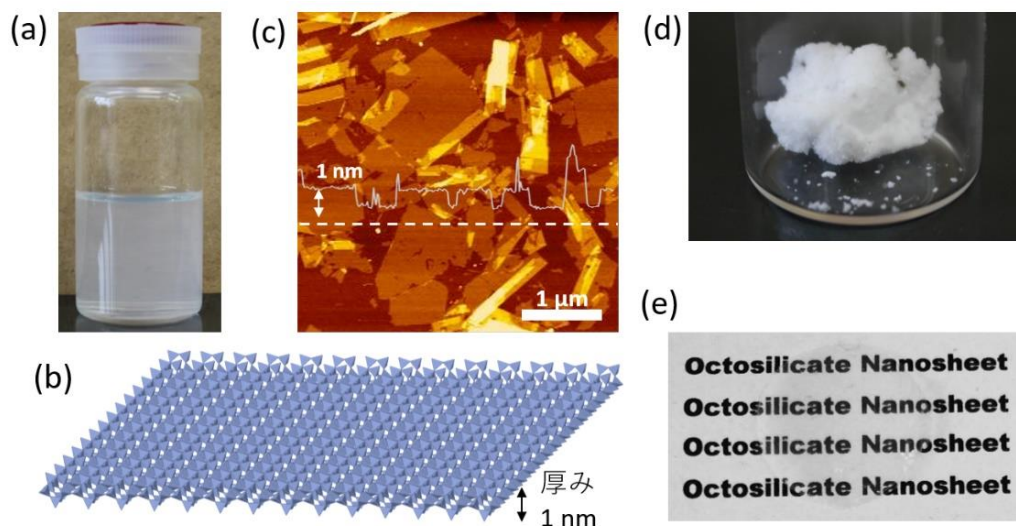 (a)
(c)
1 nm
1 μm
(d)
(b)
厚み
1 nm
(e)
Octosilicate Nanosheet
Octosilicate Nanosheet
Octosilicate Nanosheet
Octosilicate Nanosheet